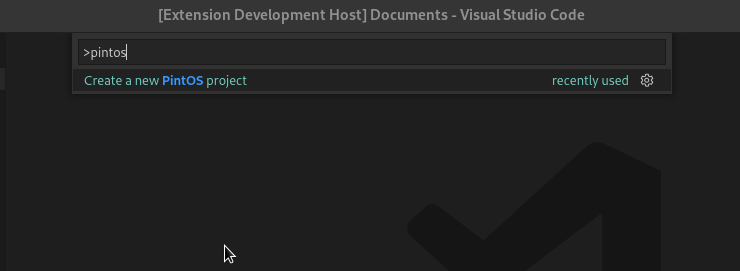 [Extension Development Host] Documents - Visual Studio Code
>pintos
Create a new PintOS project recently used